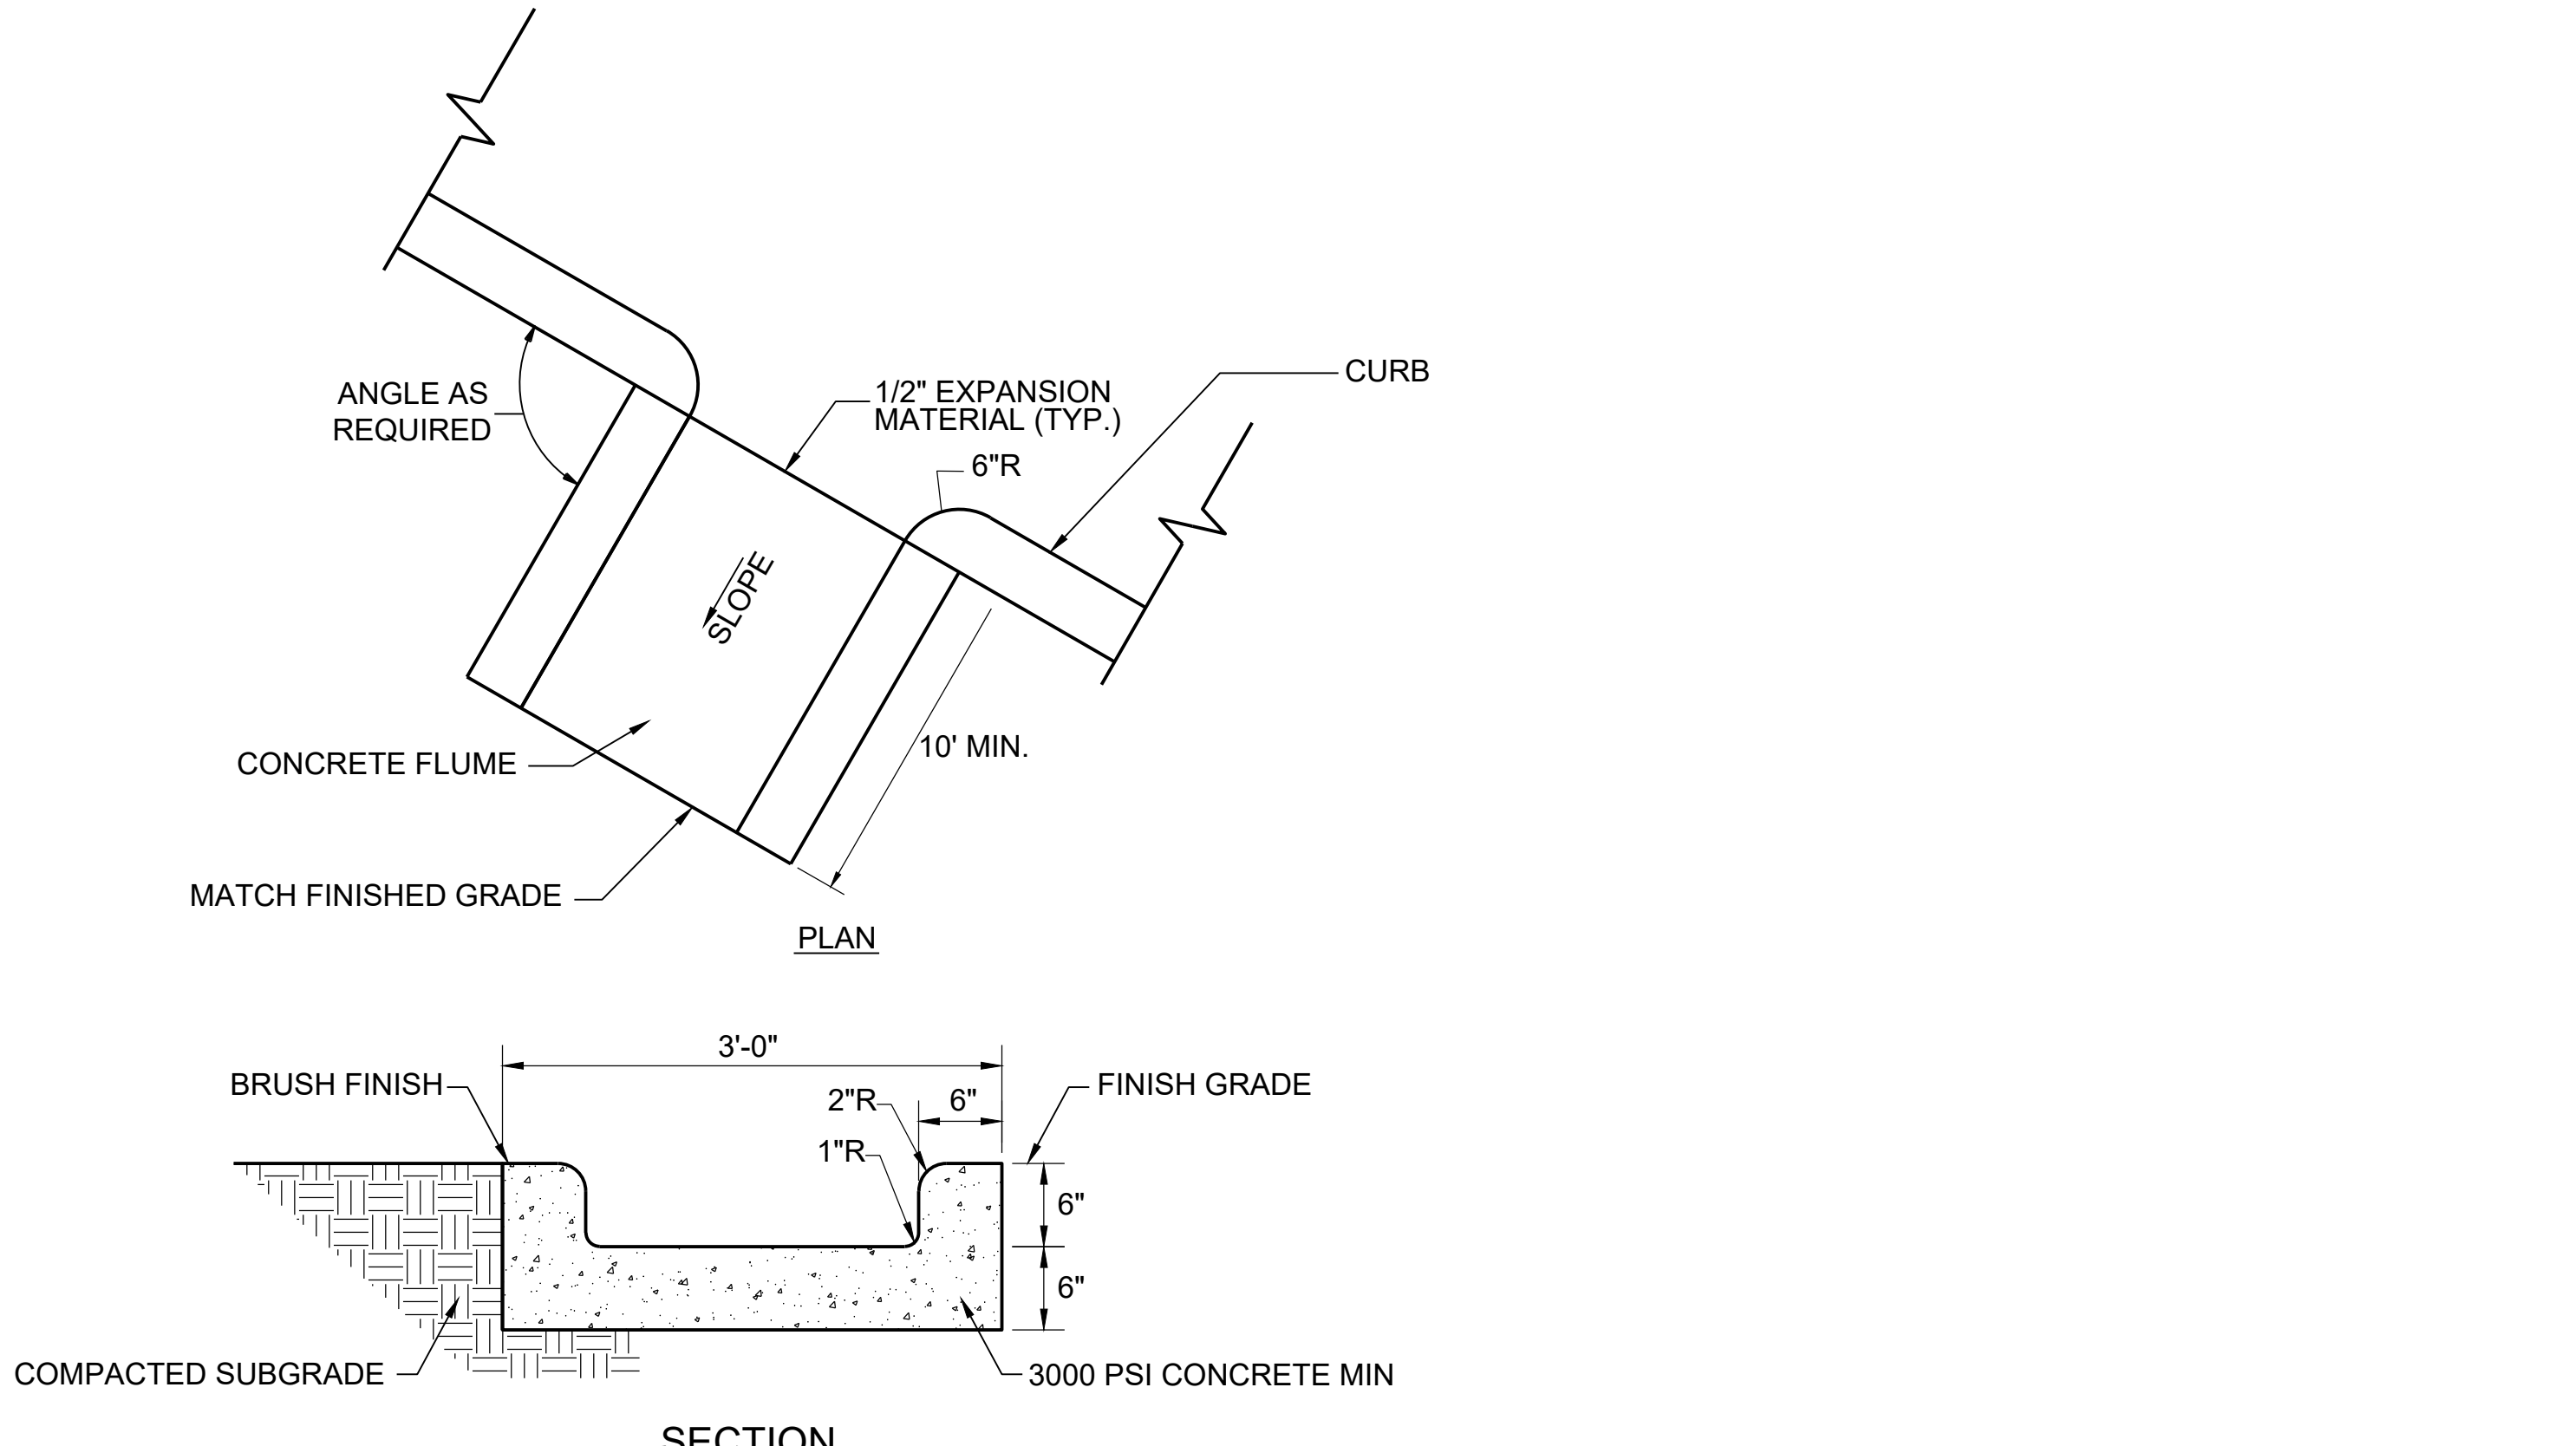 CURB
1/2" EXPANSION
MATERIAL (TYP.)
ANGLE AS
REQUIRED
6"R
SLOPE
10' MIN.
CONCRETE FLUME
MATCH FINISHED GRADE
PLAN
3'-0"
BRUSH FINISH
FINISH GRADE
2"R
6"
1"R
6"
6"
COMPACTED SUBGRADE
3000 PSI CONCRETE MIN
SECTION